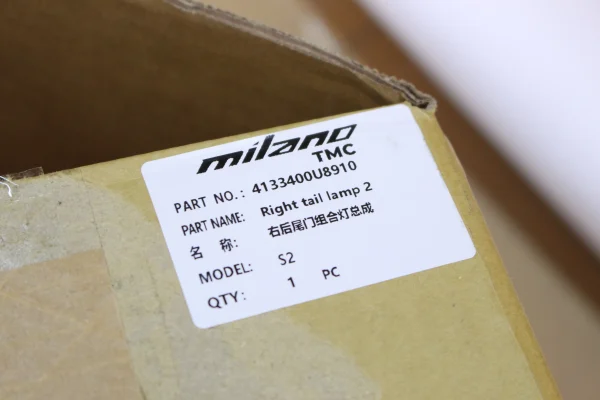 milano
TMC
PART NO.: 4133400U8910
PART NAME: Right tail lamp 2
名 称: 右后尾门组合灯总成
MODEL: S2
QTY: 1 PC